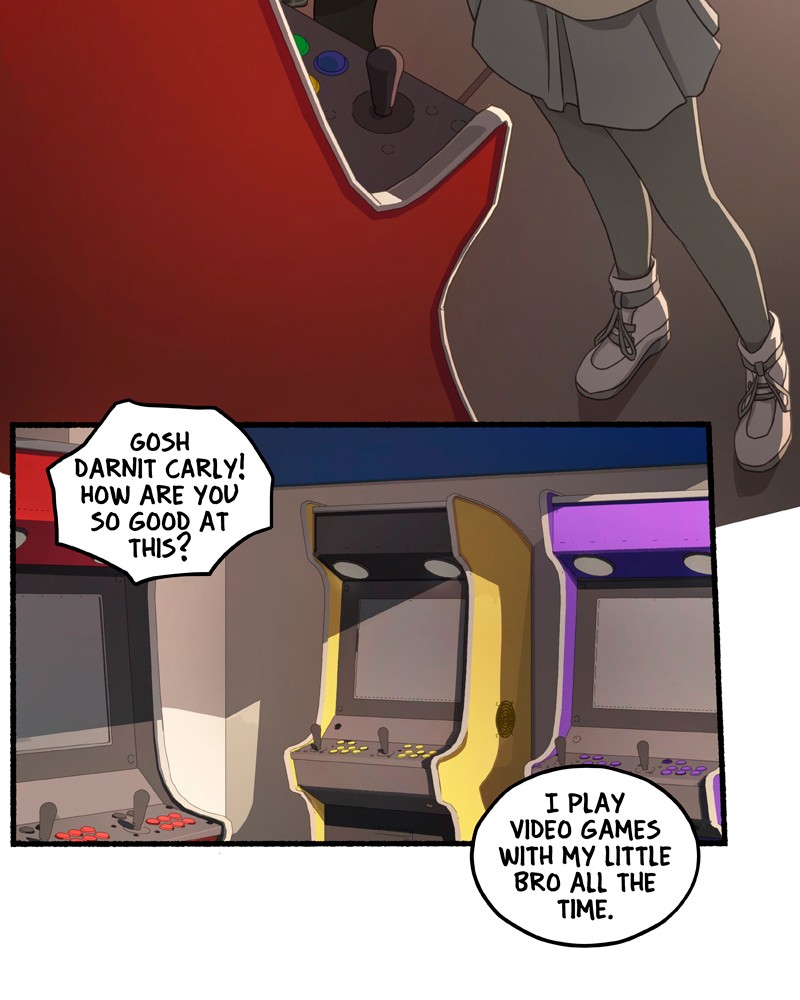 GOSH
DARNIT CARLY!
HOW ARE YOU
SO GOOD AT
THIS?
I PLAY
VIDEO GAMES
WITH MY LITTLE
BRO ALL THE
TIME.